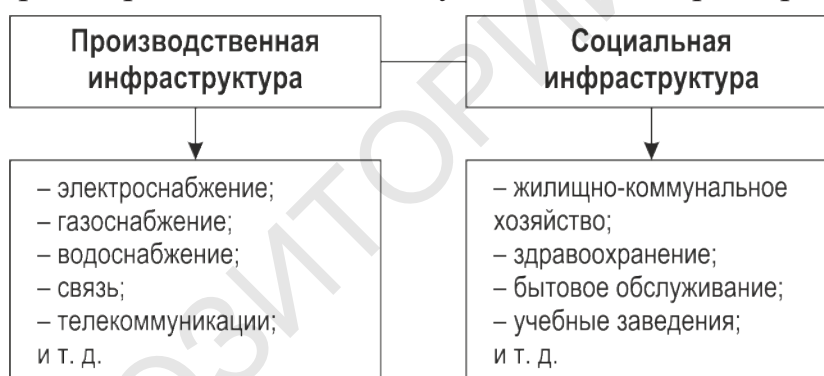 Производственная
инфраструктура
Социальная
инфраструктура
– электроснабжение;
– газоснабжение;
– водоснабжение;
– связь;
– телекоммуникации;
и т. д.
– жилищно-коммунальное
хозяйство;
– здравоохранение;
– бытовое обслуживание;
– учебные заведения;
и т. д.